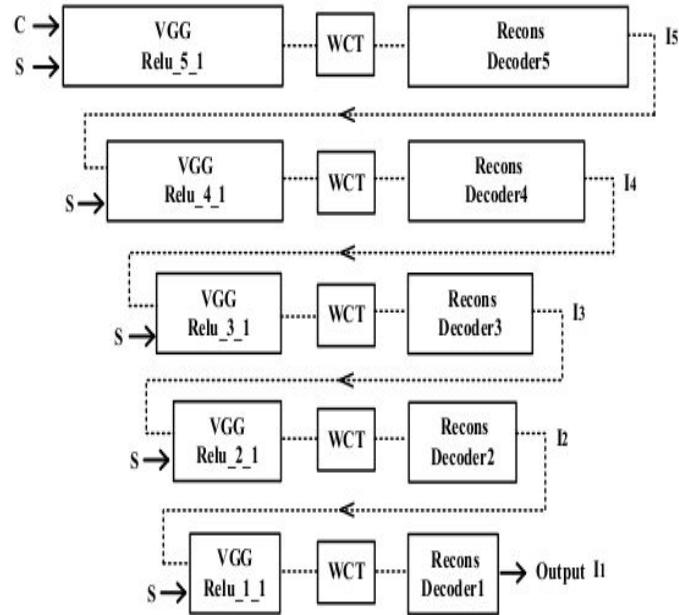 C
S
VGG
Relu_5_1
WCT
Recons
Decoder5
I5
S
VGG
Relu_4_1
WCT
Recons
Decoder4
I4
S
VGG
Relu_3_1
WCT
Recons
Decoder3
I3
S
VGG
Relu_2_1
WCT
Recons
Decoder2
I2
S
VGG
Relu_1_1
WCT
Recons
Decoder1
Output I1